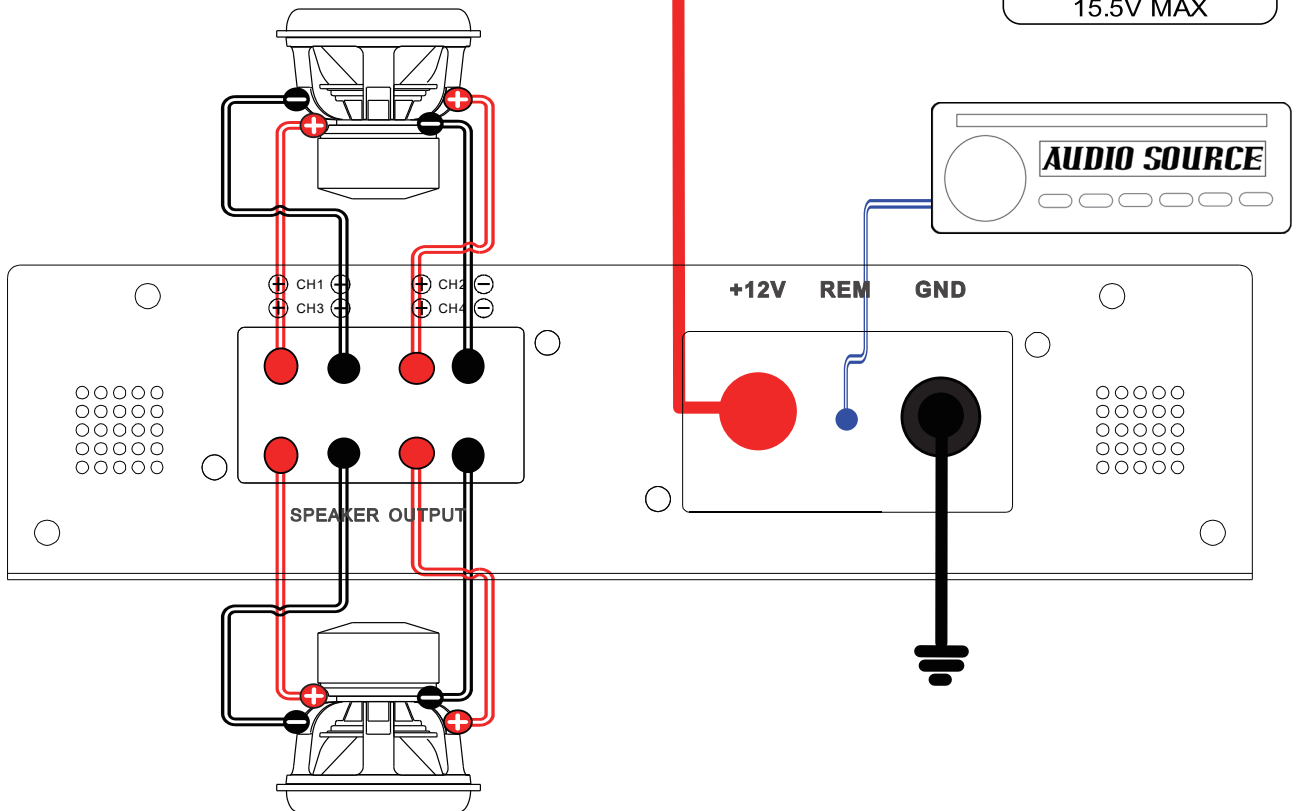 15.5V MAX
AUDIO SOURCE
CH1 CH2
CH3 CH4
+12V REM GND
SPEAKER OUTPUT